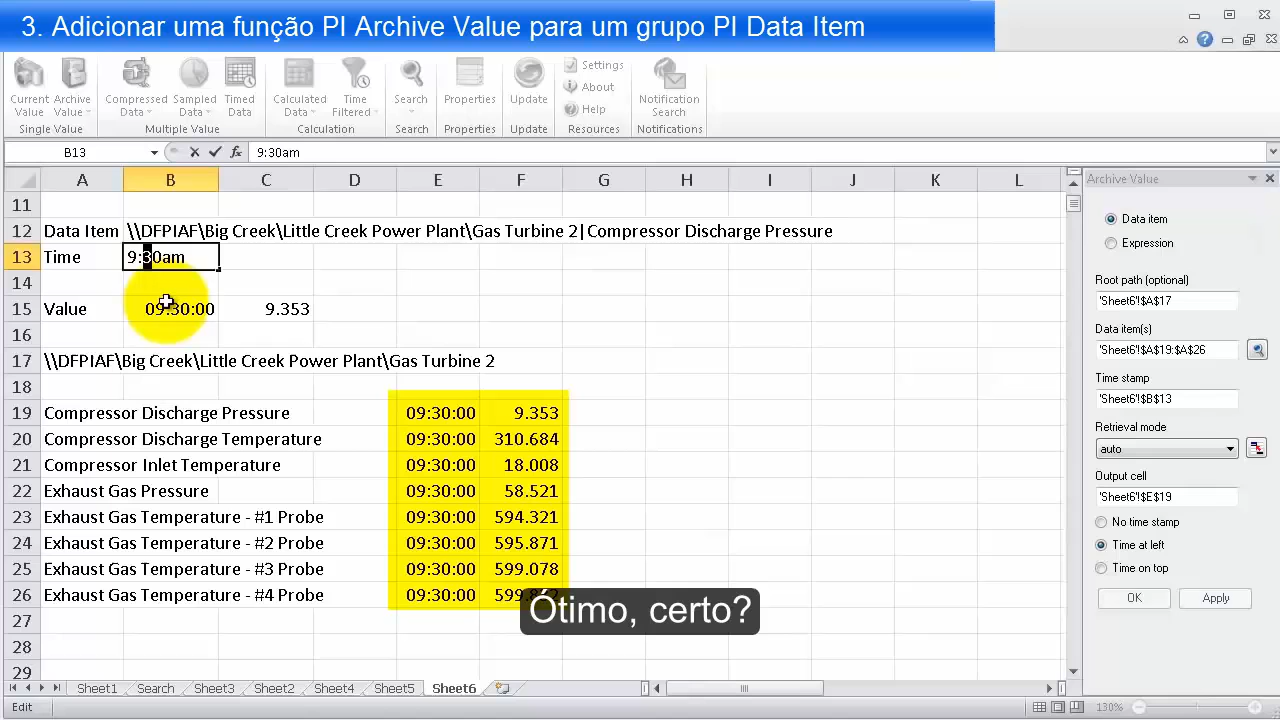 3. Adicionar uma função PI Archive Value para um grupo PI Data Item
Current Value
Archive Value
Compressed Data
Sampled Data
Timed Data
Calculated Data
Time Filtered
Search
Properties
Update
Settings
About
Help
Notification Search
Single Value
Multiple Value
Calculation
Search
Properties
Update
Resources
Notifications
B13
fx
9:30am
A B C D E F G H I J K L
11
12 Data Item \\DFPIAF\Big Creek\Little Creek Power Plant\Gas Turbine 2|Compressor Discharge Pressure
13 Time 9:30am
14
15 Value 09:30:00 9.353
16
17 \\DFPIAF\Big Creek\Little Creek Power Plant\Gas Turbine 2
18
19 Compressor Discharge Pressure 09:30:00 9.353
20 Compressor Discharge Temperature 09:30:00 310.684
21 Compressor Inlet Temperature 09:30:00 18.008
22 Exhaust Gas Pressure 09:30:00 58.521
23 Exhaust Gas Temperature - #1 Probe 09:30:00 594.321
24 Exhaust Gas Temperature - #2 Probe 09:30:00 595.871
25 Exhaust Gas Temperature - #3 Probe 09:30:00 599.078
26 Exhaust Gas Temperature - #4 Probe 09:30:00
27
28
29
Ótimo, certo?
Archive Value
Data item
Expression
Root path (optional)
'Sheet6'!$A$17
Data item(s)
'Sheet6'!$A$19:$A$26
Time stamp
'Sheet6'!$B$13
Retrieval mode
auto
Output cell
'Sheet6'!$E$19
No time stamp
Time at left
Time on top
OK
Apply
Sheet1 Search Sheet3 Sheet2 Sheet4 Sheet5 Sheet6
Edit
130%